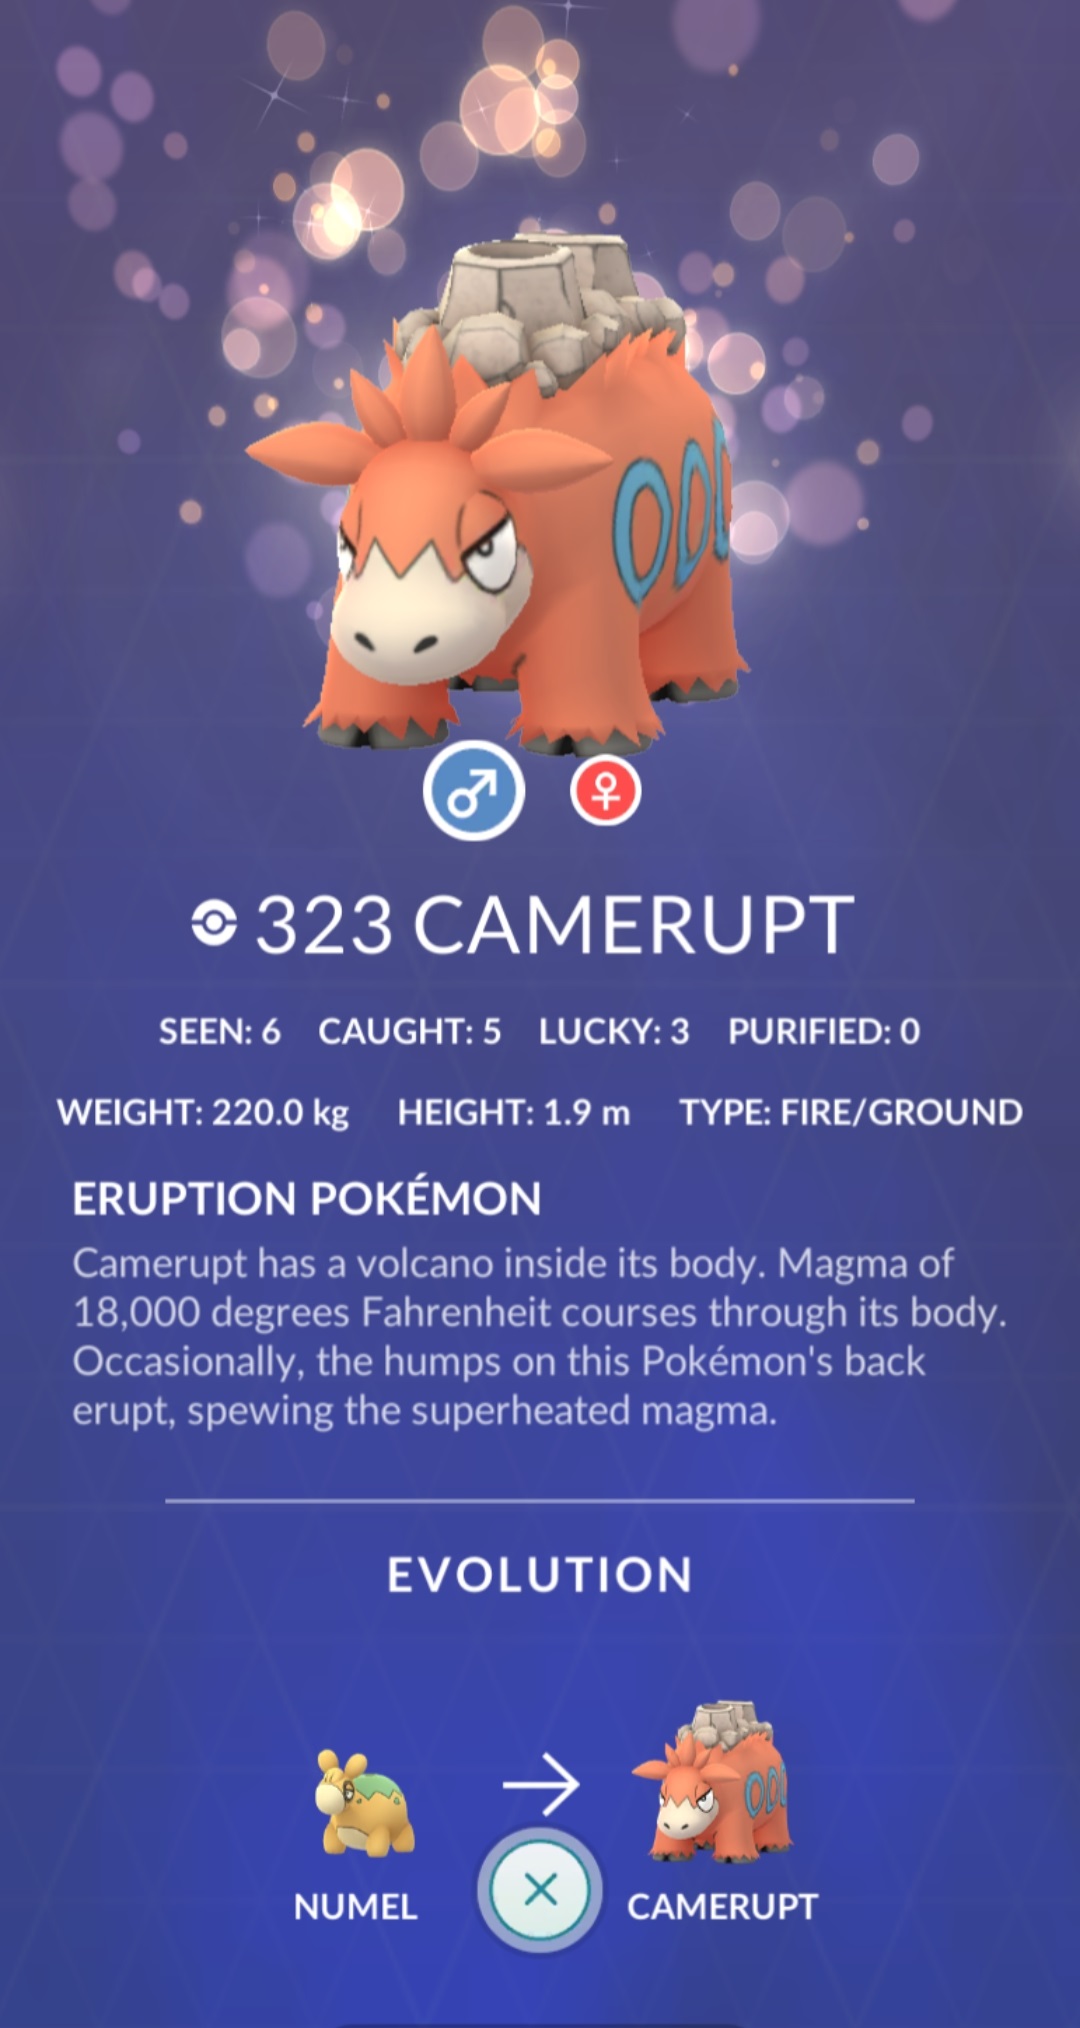 323 CAMERUPT
SEEN: 6 CAUGHT: 5 LUCKY: 3 PURIFIED: 0
WEIGHT: 220.0 kg HEIGHT: 1.9 m TYPE: FIRE/GROUND
ERUPTION POKÉMON
Camerupt has a volcano inside its body. Magma of
18,000 degrees Fahrenheit courses through its body.
Occasionally, the humps on this Pokémon's back
erupt, spewing the superheated magma.
EVOLUTION
NUMEL CAMERUPT